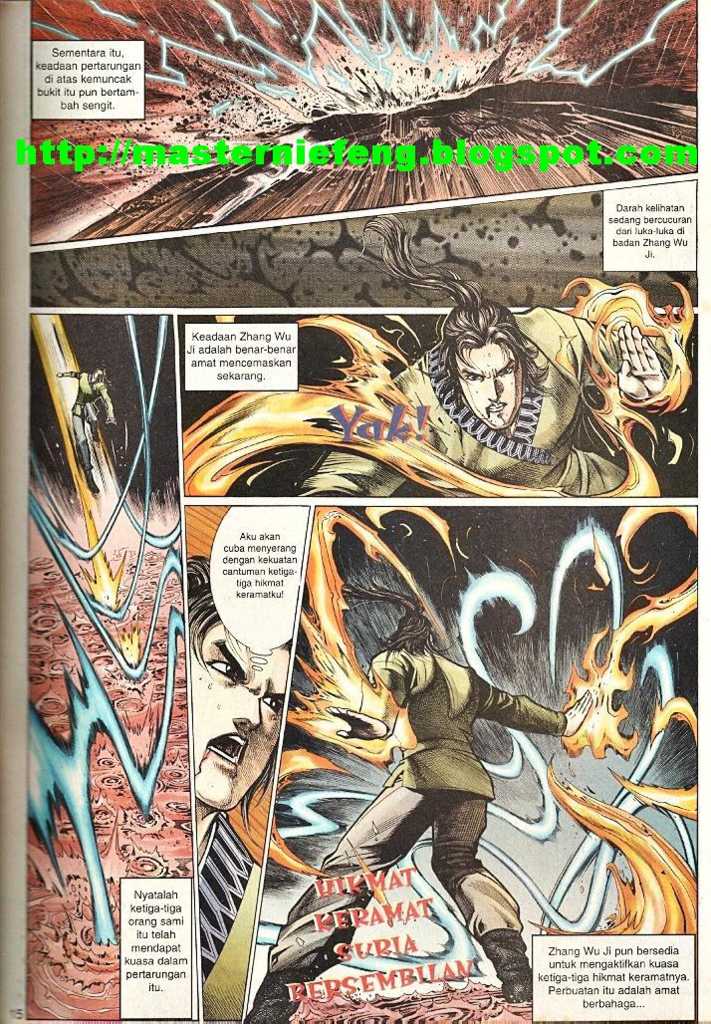 Sementara itu,
keadaan pertarungan
di atas kemuncak
bukit itu pun bertam-
bah sengit.
http://masterniefeng.blogspot.com
Darah kelihatan
sedang bercucuran
dari luka-luka di
badan Zhang Wu
Ji.
Keadaan Zhang Wu
Ji adalah benar-benar
amat mencemaskan
sekarang.
Yak!
Aku akan
cuba menyerang
dengan kekuatan
cantuman ketiga-
tiga hikmat
keramatku!
Nyatalah
ketiga-tiga
orang sami
itu telah
mendapat
kuasa dalam
pertarungan
itu.
HIKMAT
KERAMAT
SURIA
BERSEMBILAN
Zhang Wu Ji pun bersedia
untuk mengaktifkan kuasa
ketiga-tiga hikmat keramatnya.
Perbuatan itu adalah amat
berbahaga...
15